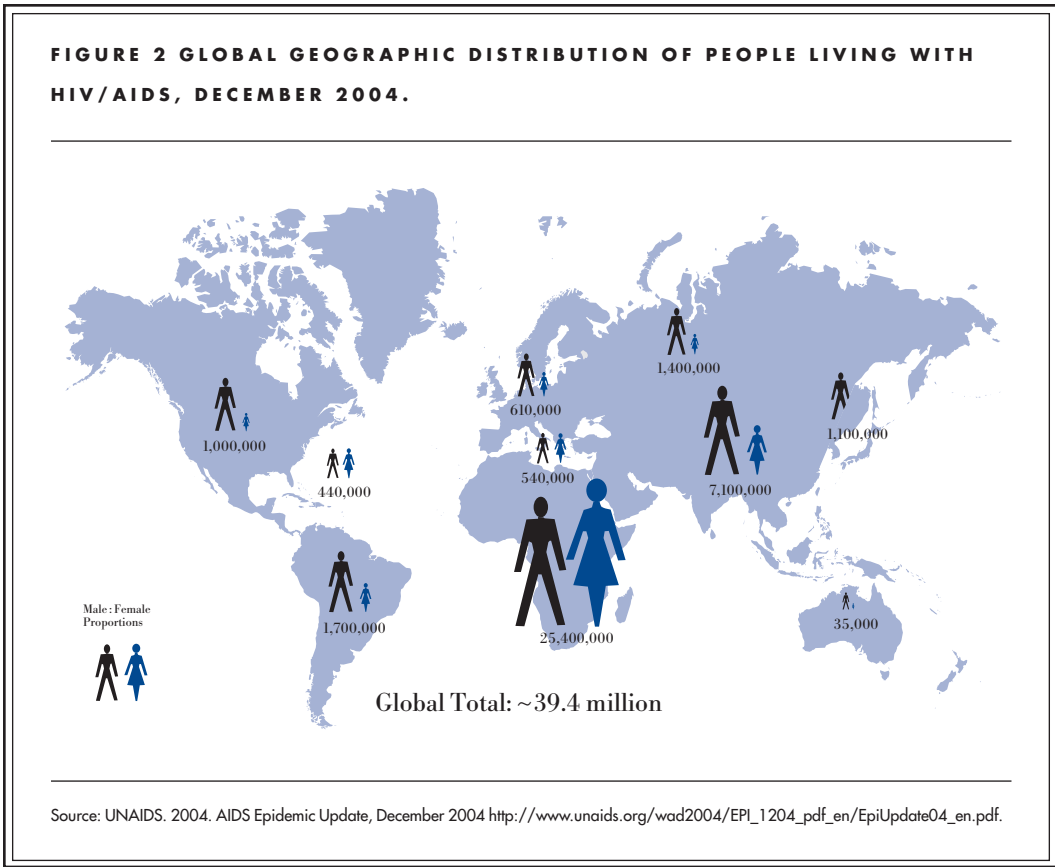 FIGURE 2 GLOBAL GEOGRAPHIC DISTRIBUTION OF PEOPLE LIVING WITH
HIV/AIDS, DECEMBER 2004.
1,400,000
610,000
1,000,000
1,100,000
540,000
7,100,000
440,000
Male : Female
Proportions
1,700,000
25,400,000
35,000
Global Total: ~39.4 million
Source: UNAIDS. 2004. AIDS Epidemic Update, December 2004 http://www.unaids.org/wad2004/EPI_1204_pdf_en/EpiUpdate04_en.pdf.